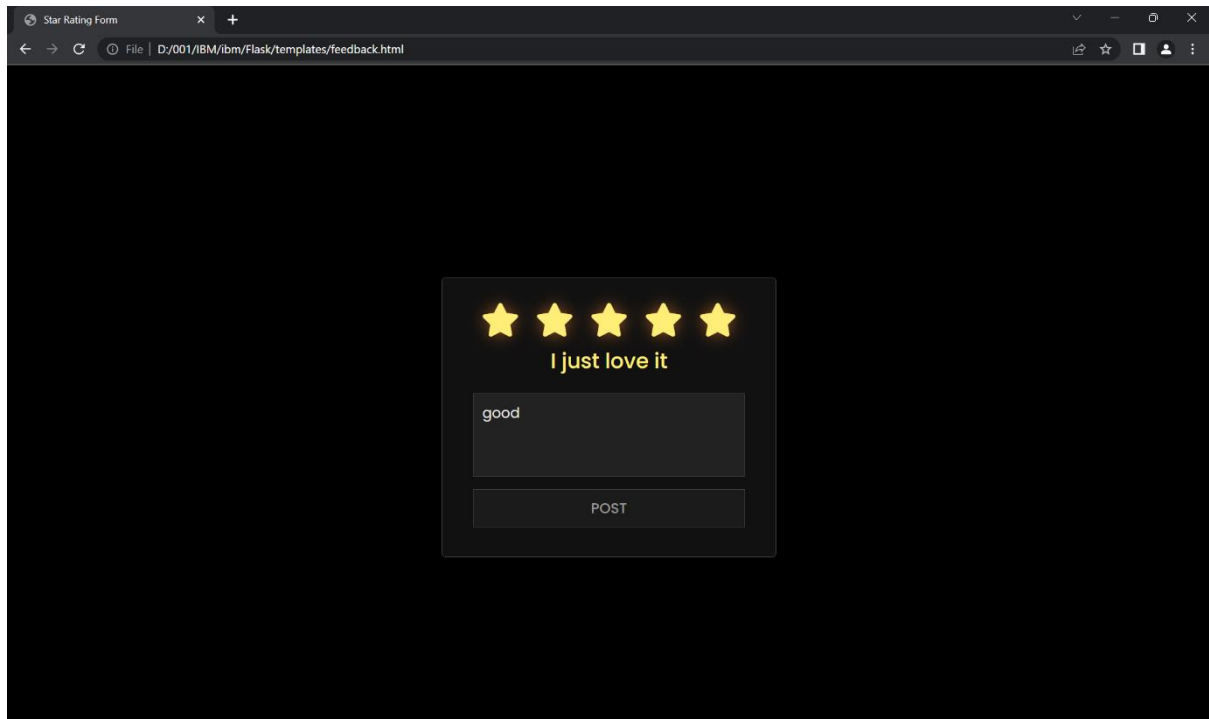 Star Rating Form
File | D:/001/IBM/ibm/Flask/templates/feedback.html
I just love it
good
POST